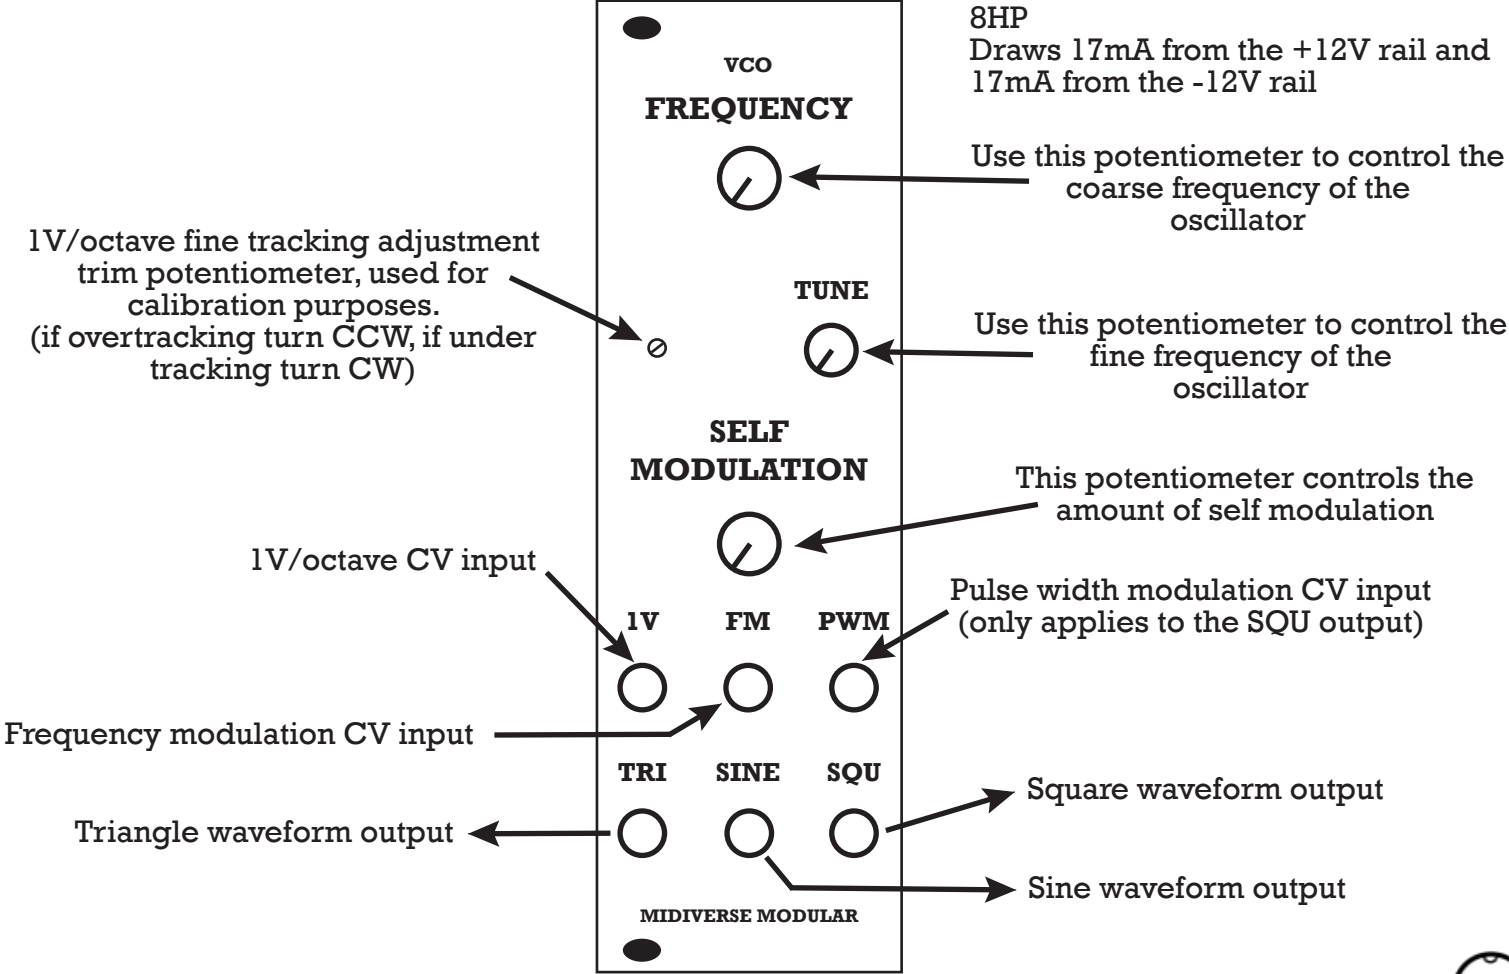 8HP
Draws 17mA from the +12V rail and
17mA from the -12V rail
VCO
FREQUENCY
Use this potentiometer to control the
coarse frequency of the
oscillator
1V/octave fine tracking adjustment
trim potentiometer, used for
calibration purposes.
(if overtracking turn CCW, if under
tracking turn CW)
TUNE
Use this potentiometer to control the
fine frequency of the
oscillator
SELF
MODULATION
This potentiometer controls the
amount of self modulation
1V/octave CV input
Pulse width modulation CV input
(only applies to the SQU output)
1V FM PWM
Frequency modulation CV input
TRI SINE SQU
Square waveform output
Triangle waveform output
Sine waveform output
MIDIVERSE MODULAR